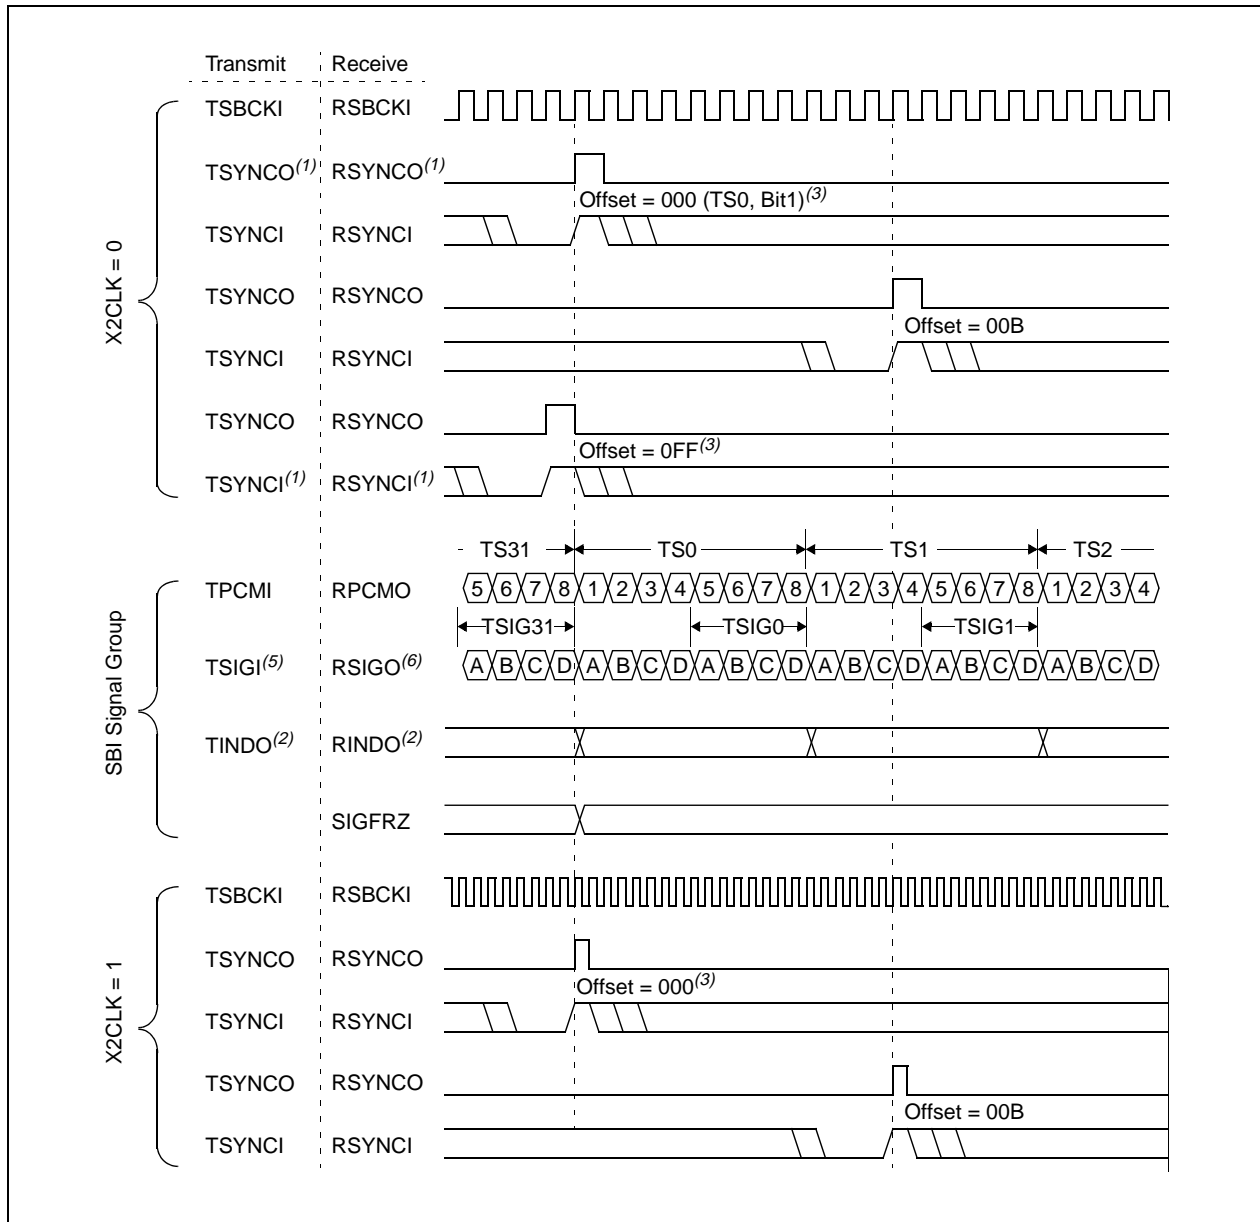 Transmit Receive
X2CLK = 0
TSBCKI RSBCKI
TSYNCO(1) RSYNCO(1)
Offset = 000 (TS0, Bit1)(3)
TSYNCI RSYNCI
TSYNCO RSYNCO
Offset = 00B
TSYNCI RSYNCI
TSYNCO RSYNCO
Offset = 0FF(3)
TSYNCI(1) RSYNCI(1)
SBI Signal Group
TS31 TS0 TS1 TS2
TPCMI RPCMO 5 6 7 8 1 2 3 4 5 6 7 8 1 2 3 4 5 6 7 8 1 2 3 4
TSIG31 TSIG0 TSIG1
TSIGI(5) RSIGO(6) A B C D A B C D A B C D A B C D A B C D A B C D
TINDO(2) RINDO(2)
SIGFRZ
X2CLK = 1
TSBCKI RSBCKI
TSYNCO RSYNCO
Offset = 000(3)
TSYNCI RSYNCI
TSYNCO RSYNCO
Offset = 00B
TSYNCI RSYNCI